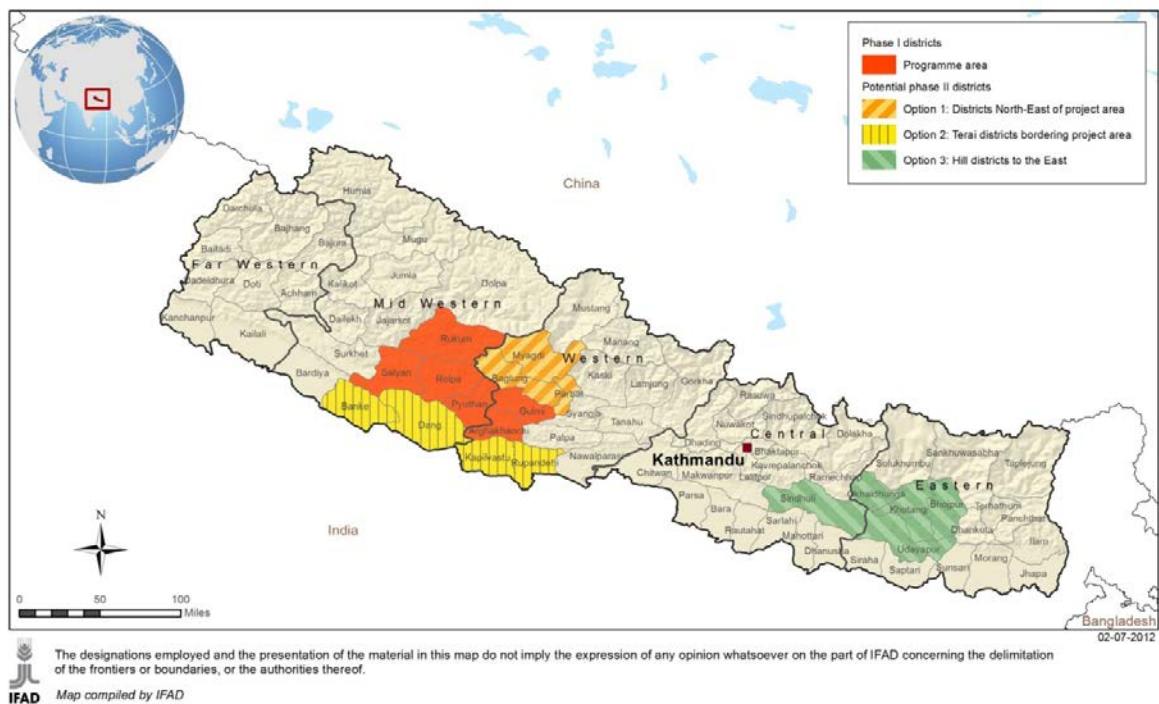 Phase I districts
Programme area
Potential phase II districts
Option 1: Districts North-East of project area
Option 2: Terai districts bordering project area
Option 3: Hill districts to the East
China
Humla
Darchula
Bajhang
Baitadi
Bajura
Mugu
Far Western
Dadeldhura
Doti
Jumla
Dolpa
Achham
Kalikot
Mid Western
Mustang
Kanchanpur
Dailekh
Jajarkot
Kailali
Rukum
Manang
Surkhet
Myagdi
Western
Bardiya
Salyan
Rolpa
Baglung
Kaski
Lamjung
Gorkha
Parbat
Rasuwa
Banke
Pyuthan
Gulmi
Syangja
Tanahu
Sindhupalchok
Dang
Nuwakot
Central
Dolakha
Arghakhanchi
Palpa
Dhading
Bhaktapur
Sankhuwasabha
Kapilvastu
Rupandehi
Nawalparasi
Kathmandu
Kavrepalanchok
Solukhumbu
Taplejung
Chitwan
Makwanpur
Lalitpur
Ramechhap
Eastern
Parsa
Sindhuli
Okhaldhunga
Khotang
Bhojpur
Terhathum
Bara
Panchthar
India
Rautahat
Sarlahi
Dhankuta
Mahottari
Ilam
Dhanusha
Siraha
Udayapur
Saptari
Sunsari
Morang
Jhapa
N
0 50 100
Miles
Bangladesh
02-07-2012
The designations employed and the presentation of the material in this map do not imply the expression of any opinion whatsoever on the part of IFAD concerning the delimitation
of the frontiers or boundaries, or the authorities thereof.
IFAD
Map compiled by IFAD